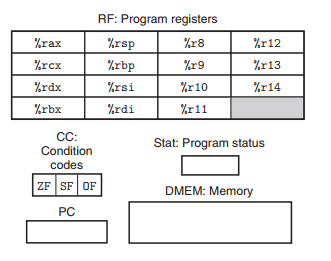 RF: Program registers
%rax %rsp %r8 %r12
%rcx %rbp %r9 %r13
%rdx %rsi %r10 %r14
%rbx %rdi %r11
CC:
Condition
codes
ZF SF OF
Stat: Program status
DMEM: Memory
PC